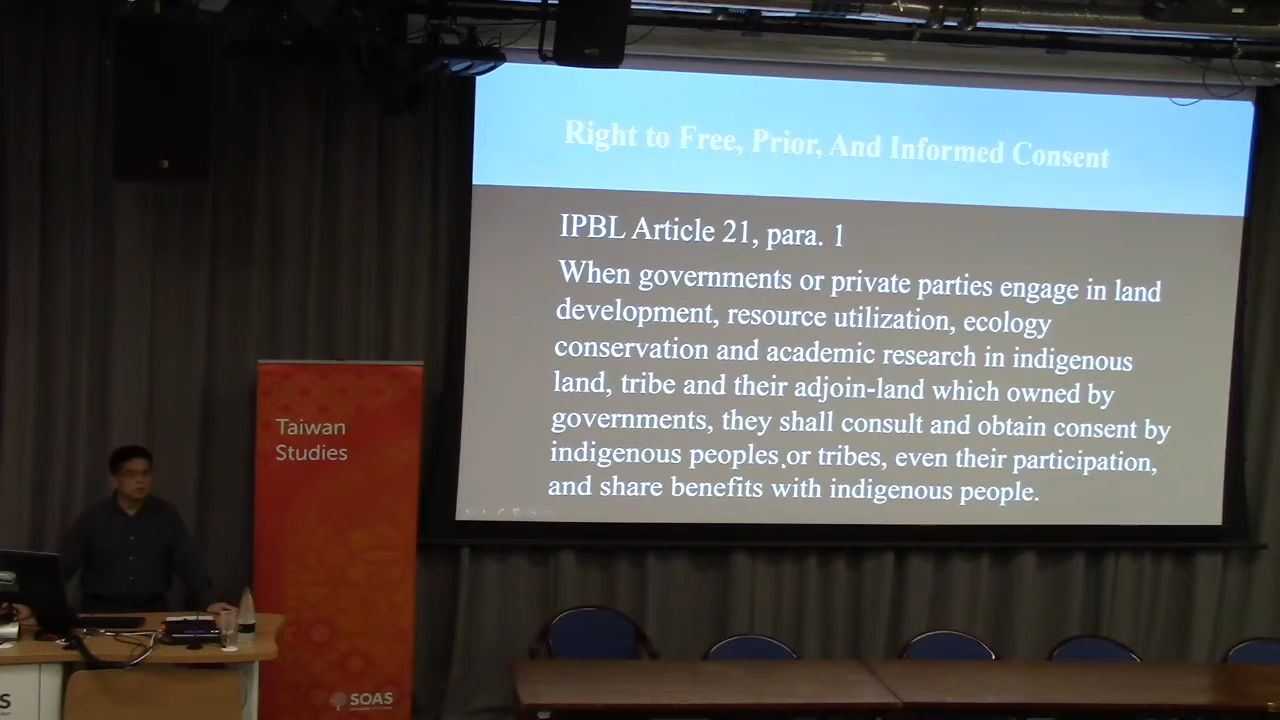 Right to Free, Prior, And Informed Consent
IPBL Article 21, para. 1
When governments or private parties engage in land
development, resource utilization, ecology
conservation and academic research in indigenous
land, tribe and their adjoin-land which owned by
governments, they shall consult and obtain consent by
indigenous peoples or tribes, even their participation,
and share benefits with indigenous people.
Taiwan
Studies
SOAS
S